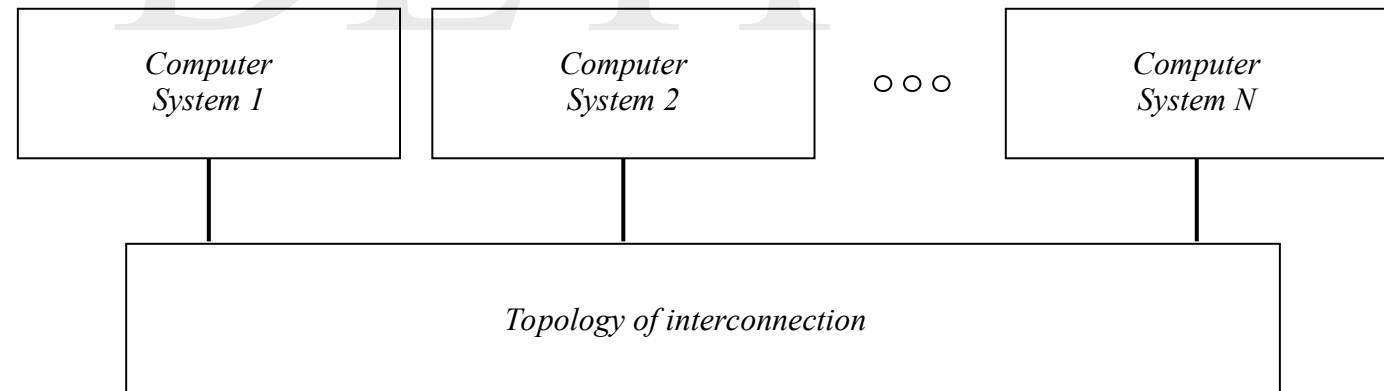 Computer
System 1
Computer
System 2
Computer
System N
Topology of interconnection